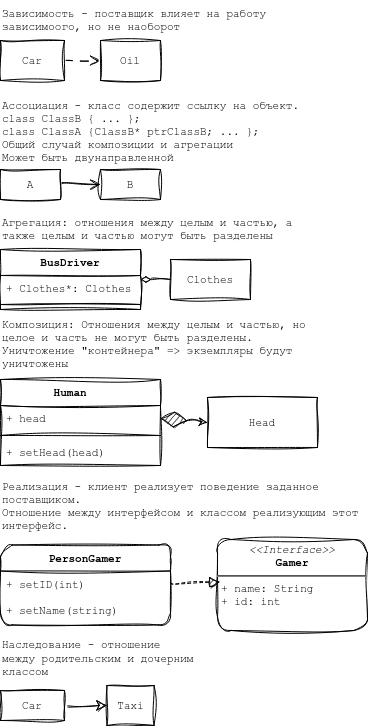 Зависимость - поставщик влияет на работу
зависимоого, но не наоборот
Car
Oil
Ассоциация - класс содержит ссылку на объект.
class ClassB { ... };
class ClassA {ClassB* ptrClassB; ... };
Общий случай композиции и агрегации
Может быть двунаправленной
A
B
Агрегация: отношения между целым и частью, а
также целым и частью могут быть разделены
BusDriver
+ Clothes*: Clothes
Clothes
Композиция: Отношения между целым и частью, но
целое и часть не могут быть разделены.
Уничтожение "контейнера" => экземпляры будут
уничтожены
Human
+ head
+ setHead(head)
Head
Реализация - клиент реализует поведение заданное
поставщиком.
Отношение между интерфейсом и классом реализующим этот
интерфейс.
PersonGamer
+ setID(int)
+ setName(string)
<<Interface>>
Gamer
+ name: String
+ id: int
Наследование - отношение
между родительским и дочерним
классом
Car
Taxi